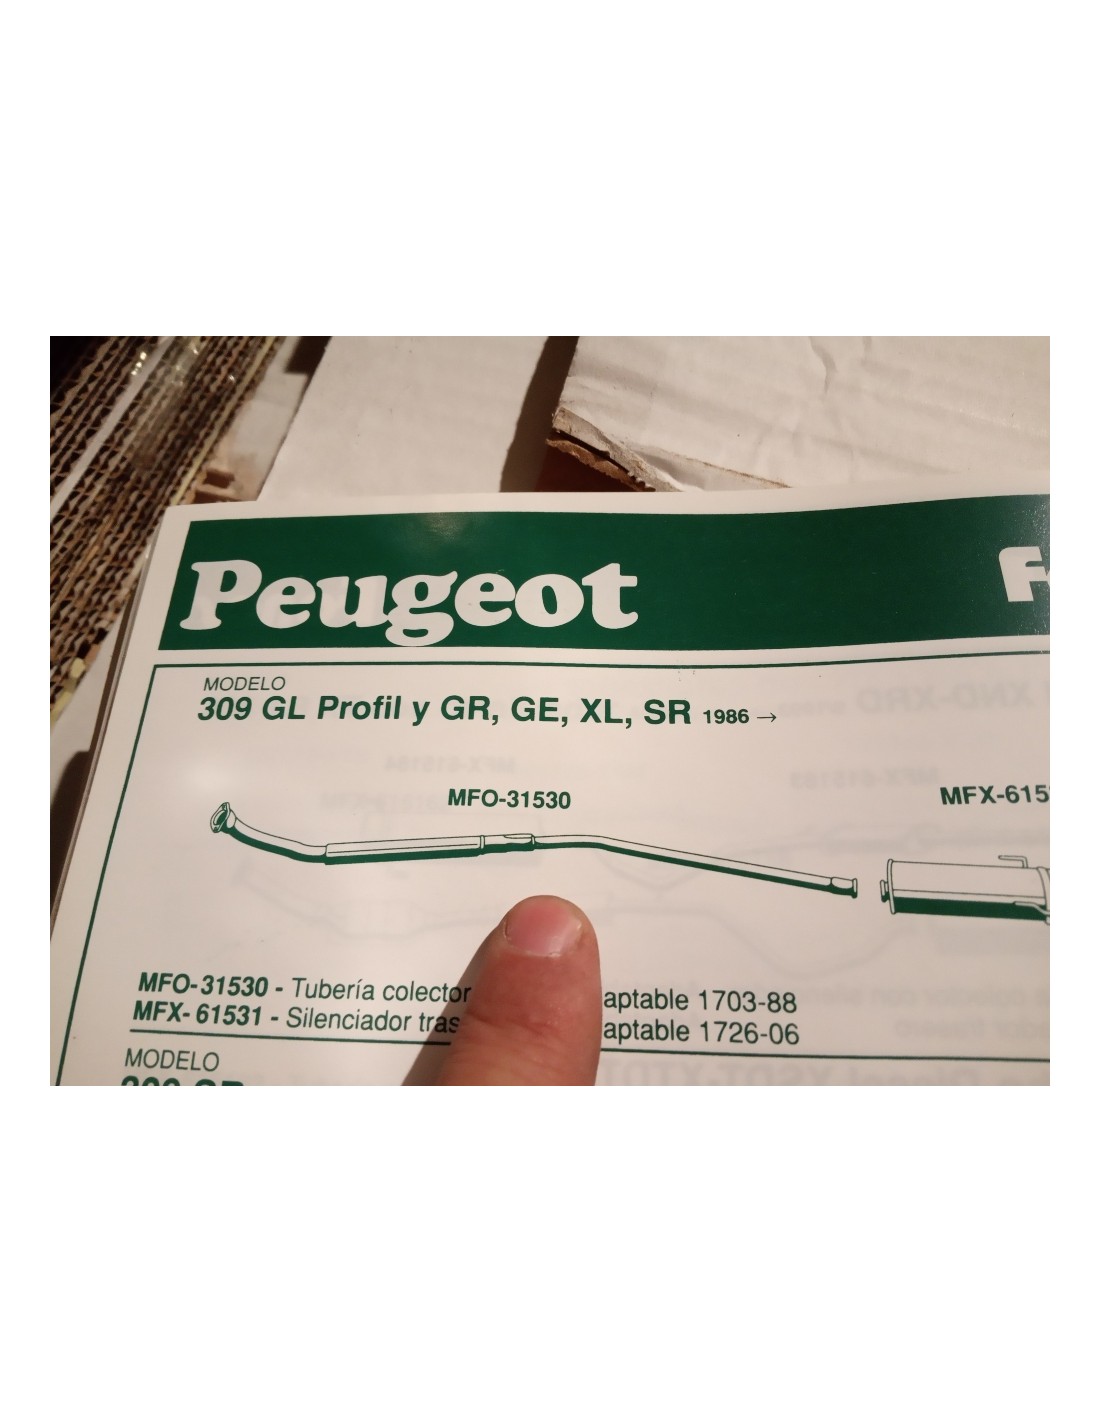 Peugeot
MODELO
309 GL Profil y GR, GE, XL, SR 1986 →
MFO-31530
MFX-615
MFO-31530 - Tubería colector aptable 1703-88
MFX-61531 - Silenciador tras aptable 1726-06
MODELO